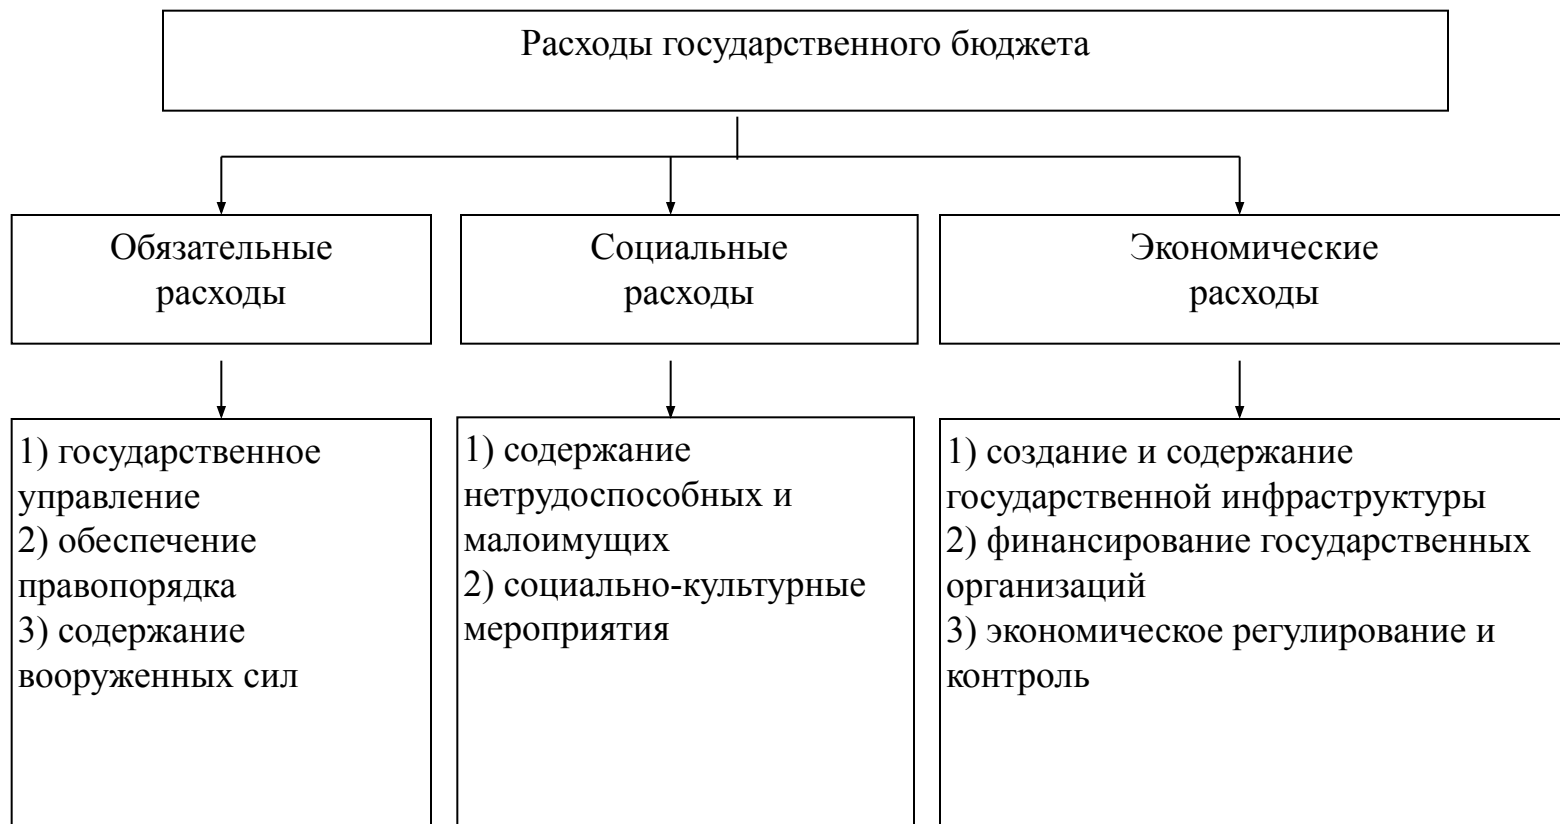 Расходы государственного бюджета
Обязательные
расходы
Социальные
расходы
Экономические
расходы
1) государственное
управление
2) обеспечение
правопорядка
3) содержание
вооруженных сил
1) содержание
нетрудоспособных и
малоимущих
2) социально-культурные
мероприятия
1) создание и содержание
государственной инфраструктуры
2) финансирование государственных
организаций
3) экономическое регулирование и
контроль